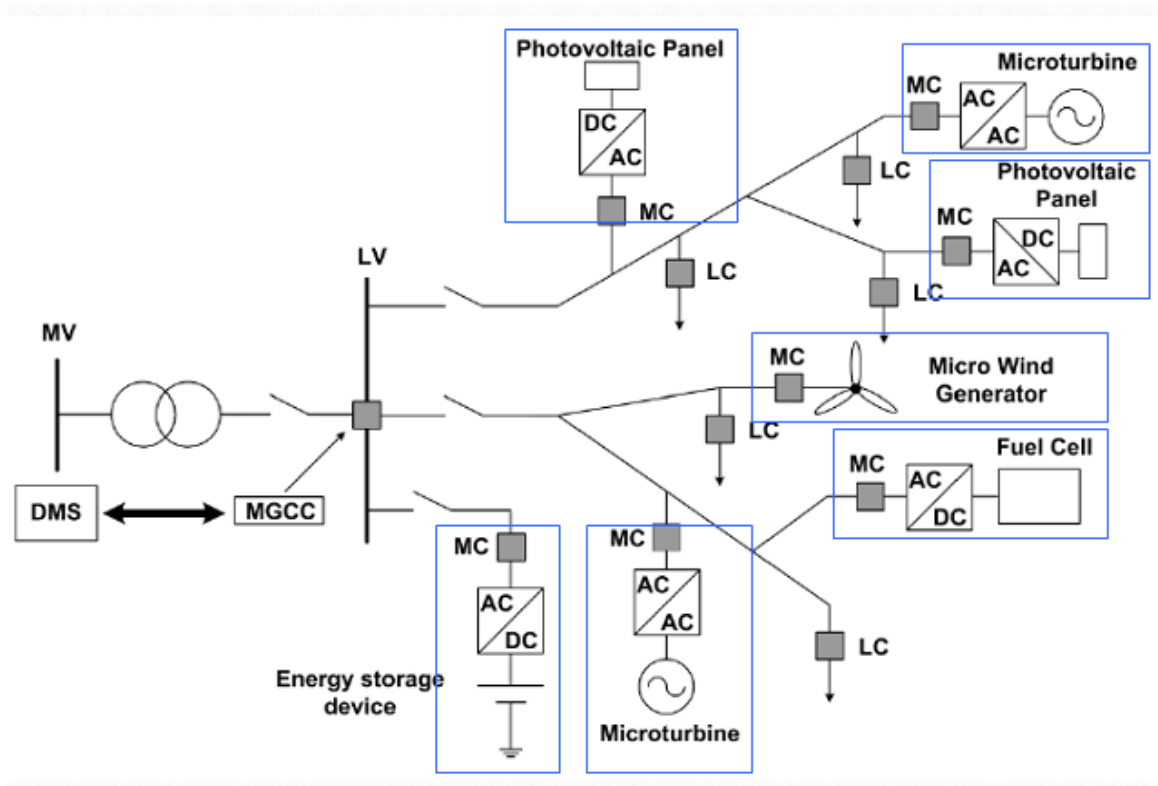 Photovoltaic Panel
DC
AC
MC
Microturbine
MC
AC
AC
LC
Photovoltaic
Panel
MC
DC
AC
LC
LC
LV
MV
MC
Micro Wind
Generator
LC
Fuel Cell
MC
AC
DC
DMS
MGCC
MC
AC
DC
Energy storage
device
MC
AC
AC
Microturbine
LC